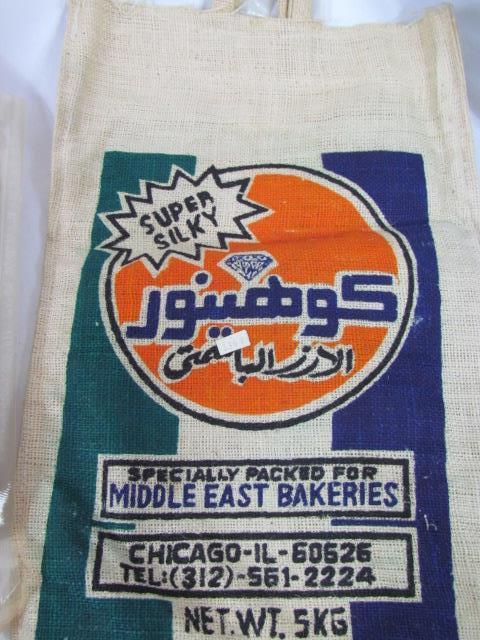 SUPER
SILKY
كوهينور
الارز الباسمتي
SPECIALLY PACKED FOR
MIDDLE EAST BAKERIES
CHICAGO-IL-60626
TEL:(312)-561-2224
NET.WT. 5KG